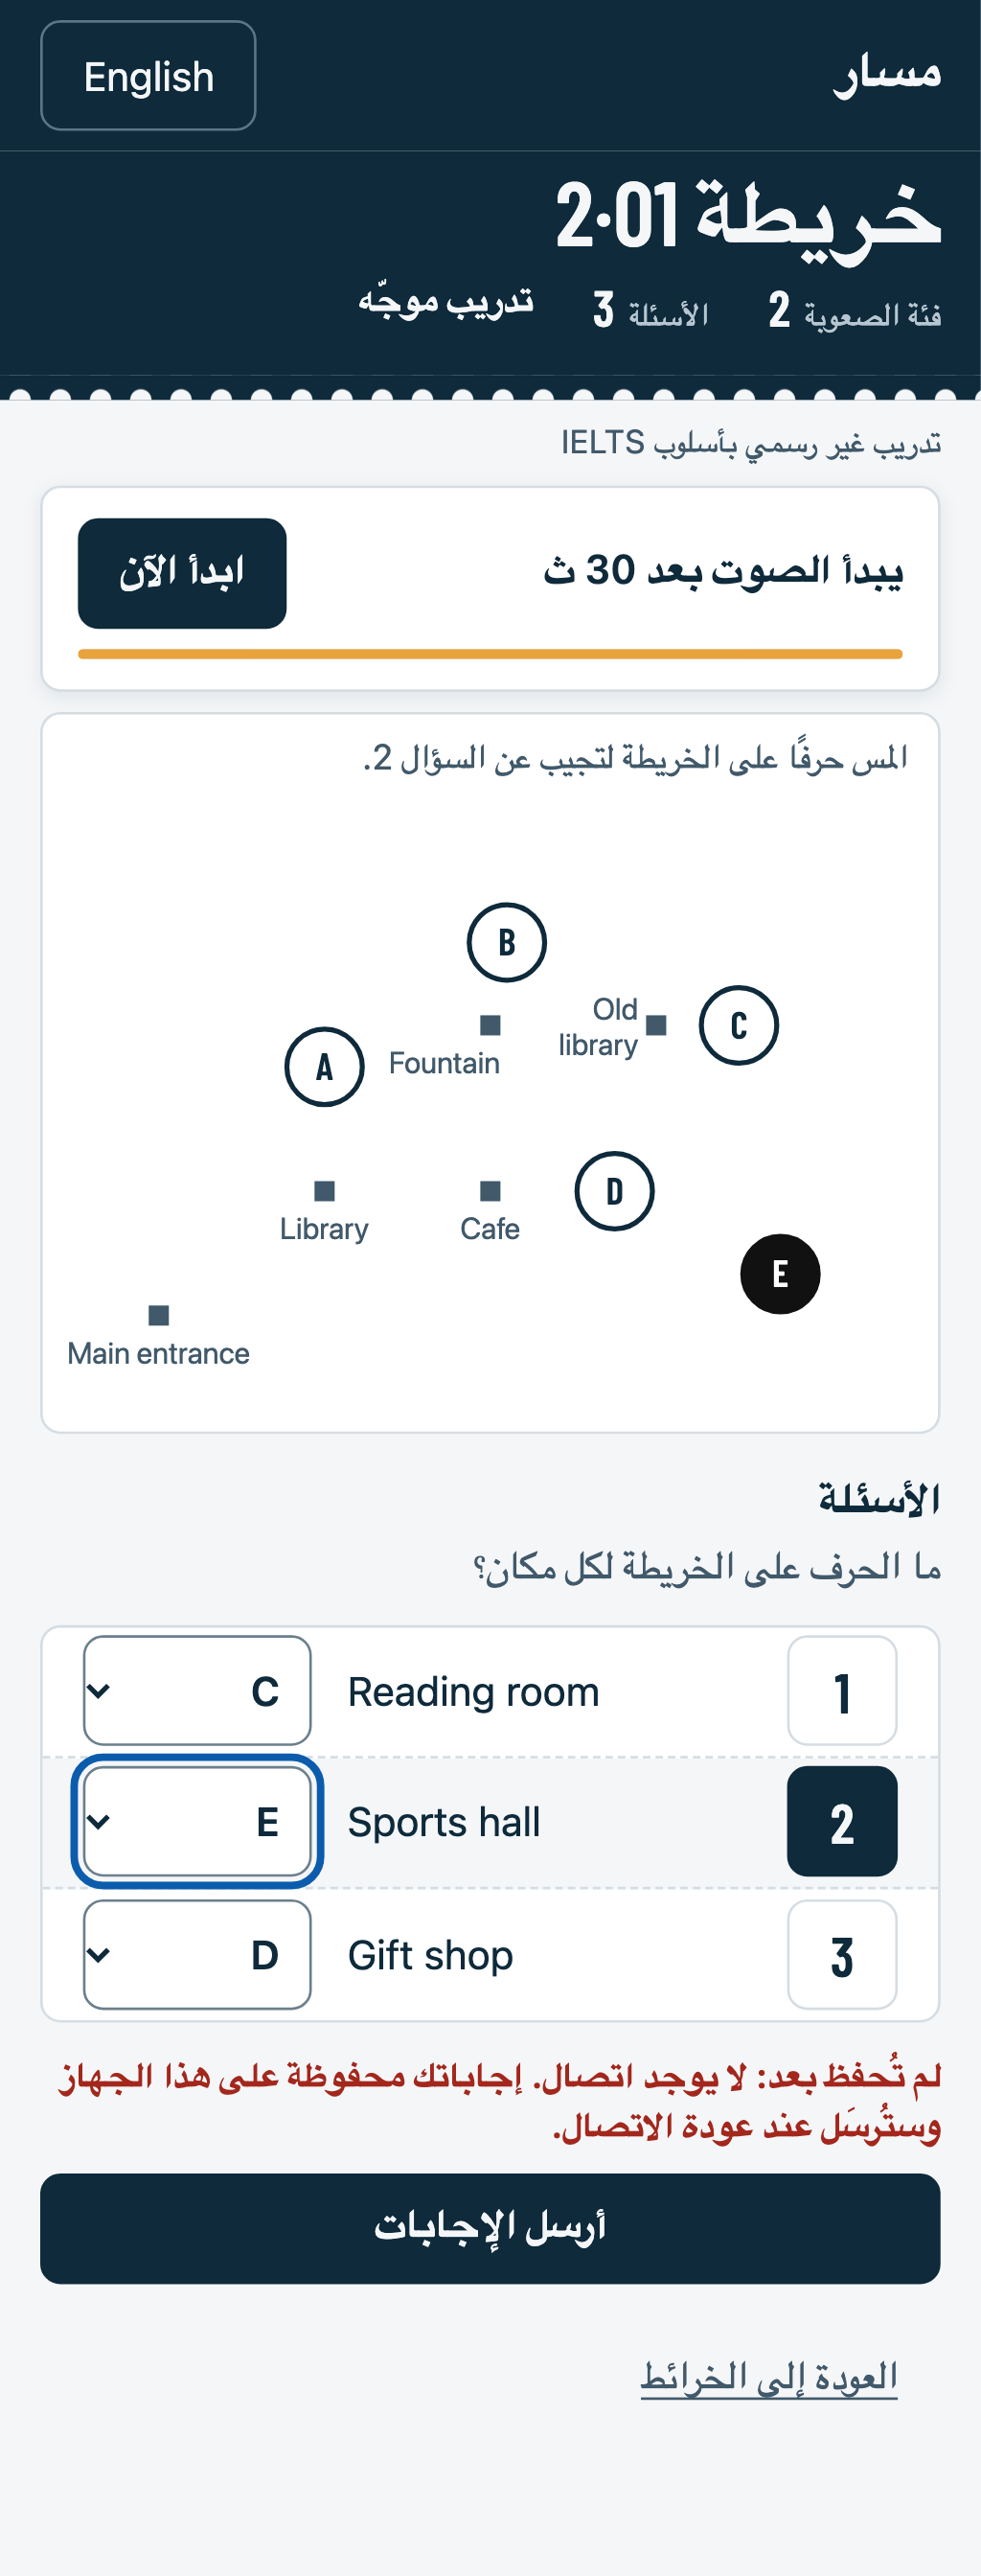 مسار
English
خريطة 2·01
فئة الصعوبة 2 الأسئلة 3 تدريب موجّه
تدريب غير رسمي بأسلوب IELTS
يبدأ الصوت بعد 30 ث
ابدأ الآن
المس حرفًا على الخريطة لتجيب عن السؤال 2.
B
Old
library
C
A
Fountain
D
Library
Cafe
E
Main entrance
الأسئلة
ما الحرف على الخريطة لكل مكان؟
1 Reading room C
2 Sports hall E
3 Gift shop D
لم تُحفظ بعد: لا يوجد اتصال. إجاباتك محفوظة على هذا الجهاز
وستُرسَل عند عودة الاتصال.
أرسل الإجابات
العودة إلى الخرائط